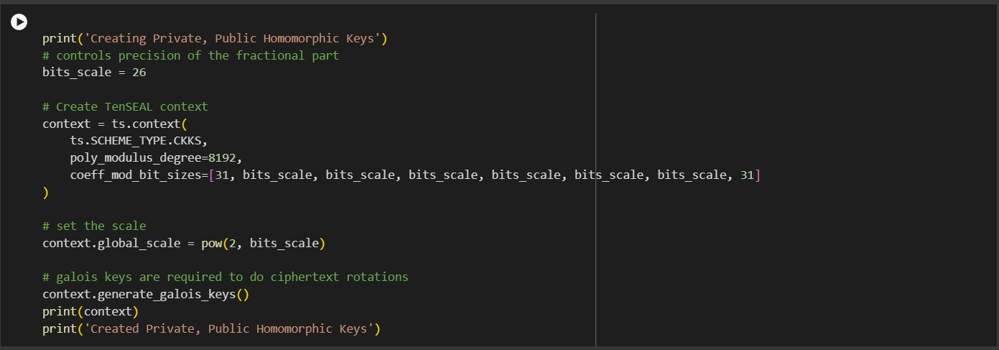 print('Creating Private, Public Homomorphic Keys')
# controls precision of the fractional part
bits_scale = 26
# Create TenSEAL context
context = ts.context(
    ts.SCHEME_TYPE.CKKS,
    poly_modulus_degree=8192,
    coeff_mod_bit_sizes=[31, bits_scale, bits_scale, bits_scale, bits_scale, bits_scale, bits_scale, 31]
)
# set the scale
context.global_scale = pow(2, bits_scale)
# galois keys are required to do ciphertext rotations
context.generate_galois_keys()
print(context)
print('Created Private, Public Homomorphic Keys')